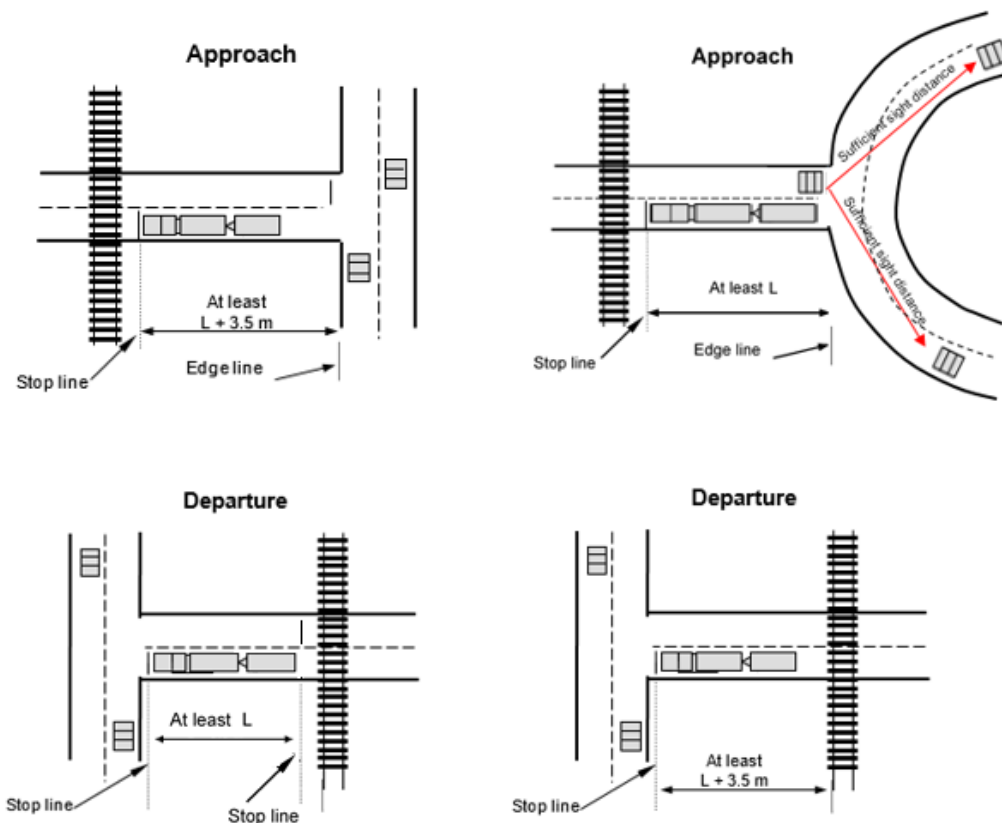 Approach
At least
L + 3.5 m
Stop line
Edge line
Approach
Sufficient sight distance
Sufficient sight distance
At least L
Stop line
Edge line
Departure
At least L
Stop line
Stop line
Departure
At least
L + 3.5 m
Stop line